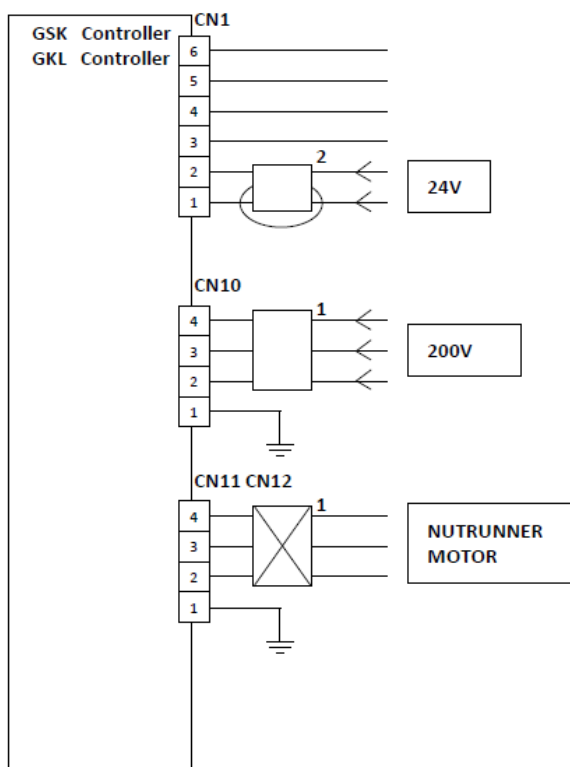 CN1
GSK Controller
GKL Controller
6
5
4
3
2
1
2
24V
CN10
4
3
2
1
1
200V
CN11 CN12
4
3
2
1
1
NUTRUNNER
MOTOR